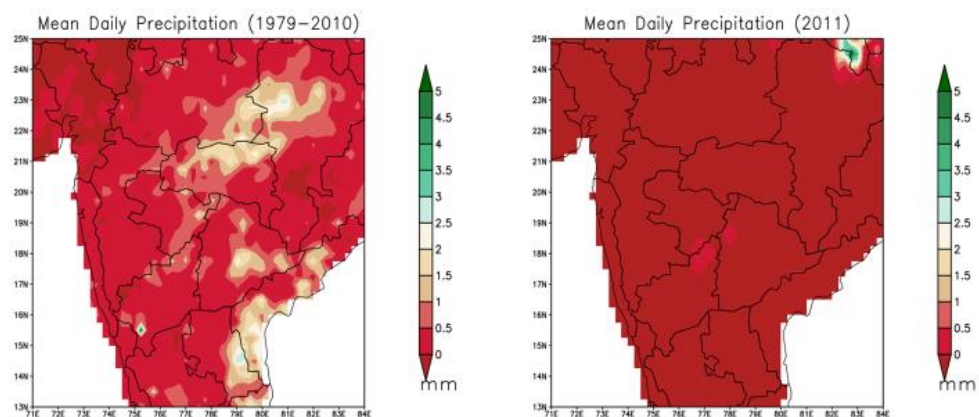 Mean Daily Precipitation (1979-2010)
25N
24N
23N
22N
21N
20N
19N
18N
17N
16N
15N
14N
13N
71E 72E 73E 74E 75E 76E 77E 78E 79E 80E 81E 82E 83E 84E
5
4.5
4
3.5
3
2.5
2
1.5
1
0.5
0
mm
Mean Daily Precipitation (2011)
25N
24N
23N
22N
21N
20N
19N
18N
17N
16N
15N
14N
13N
71E 72E 73E 74E 75E 76E 77E 78E 79E 80E 81E 82E 83E 84E
5
4.5
4
3.5
3
2.5
2
1.5
1
0.5
0
mm